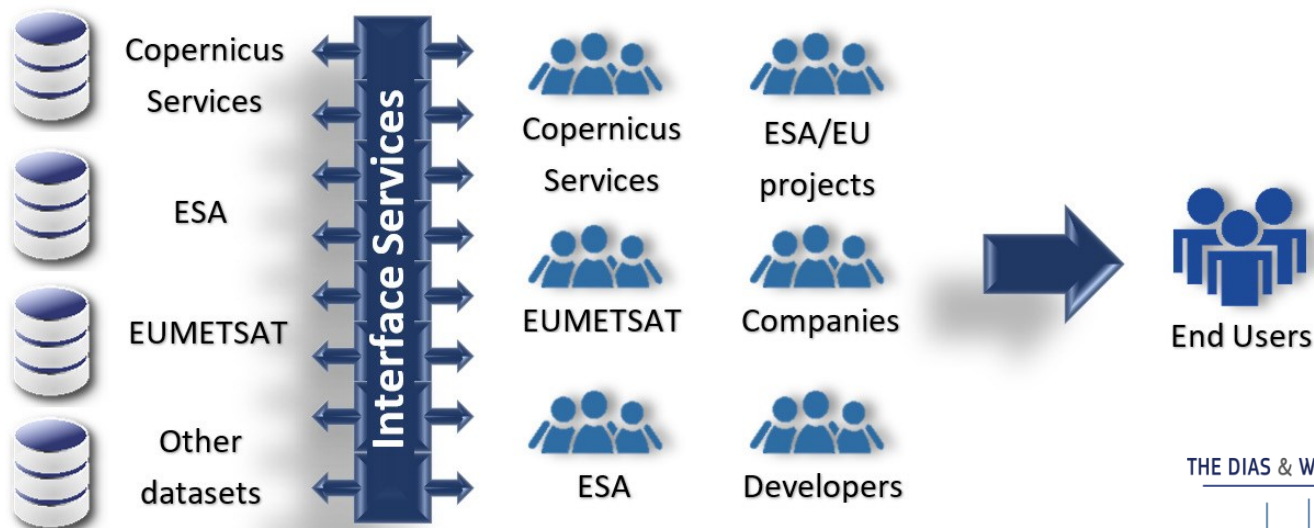 Copernicus
Services
ESA
EUMETSAT
Other
datasets
Interface Services
Copernicus
Services
ESA/EU
projects
EUMETSAT
Companies
ESA
Developers
End Users
THE DIAS &